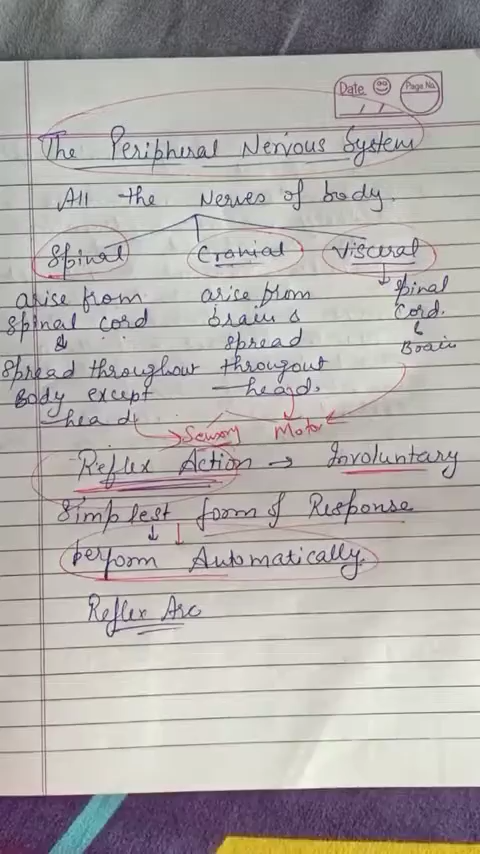 Date Page No.
The Peripheral Nervous System
All the Nerves of body.
Spinal Cranial Visceral
arise from arise from Spinal
spinal cord brain & Cord.
& spread &
Spread throughout througout Brain
Body except head.
head
Sensory Motor
Reflex Action → Involuntary
Simplest form of Response
perform Automatically.
Reflex Arc